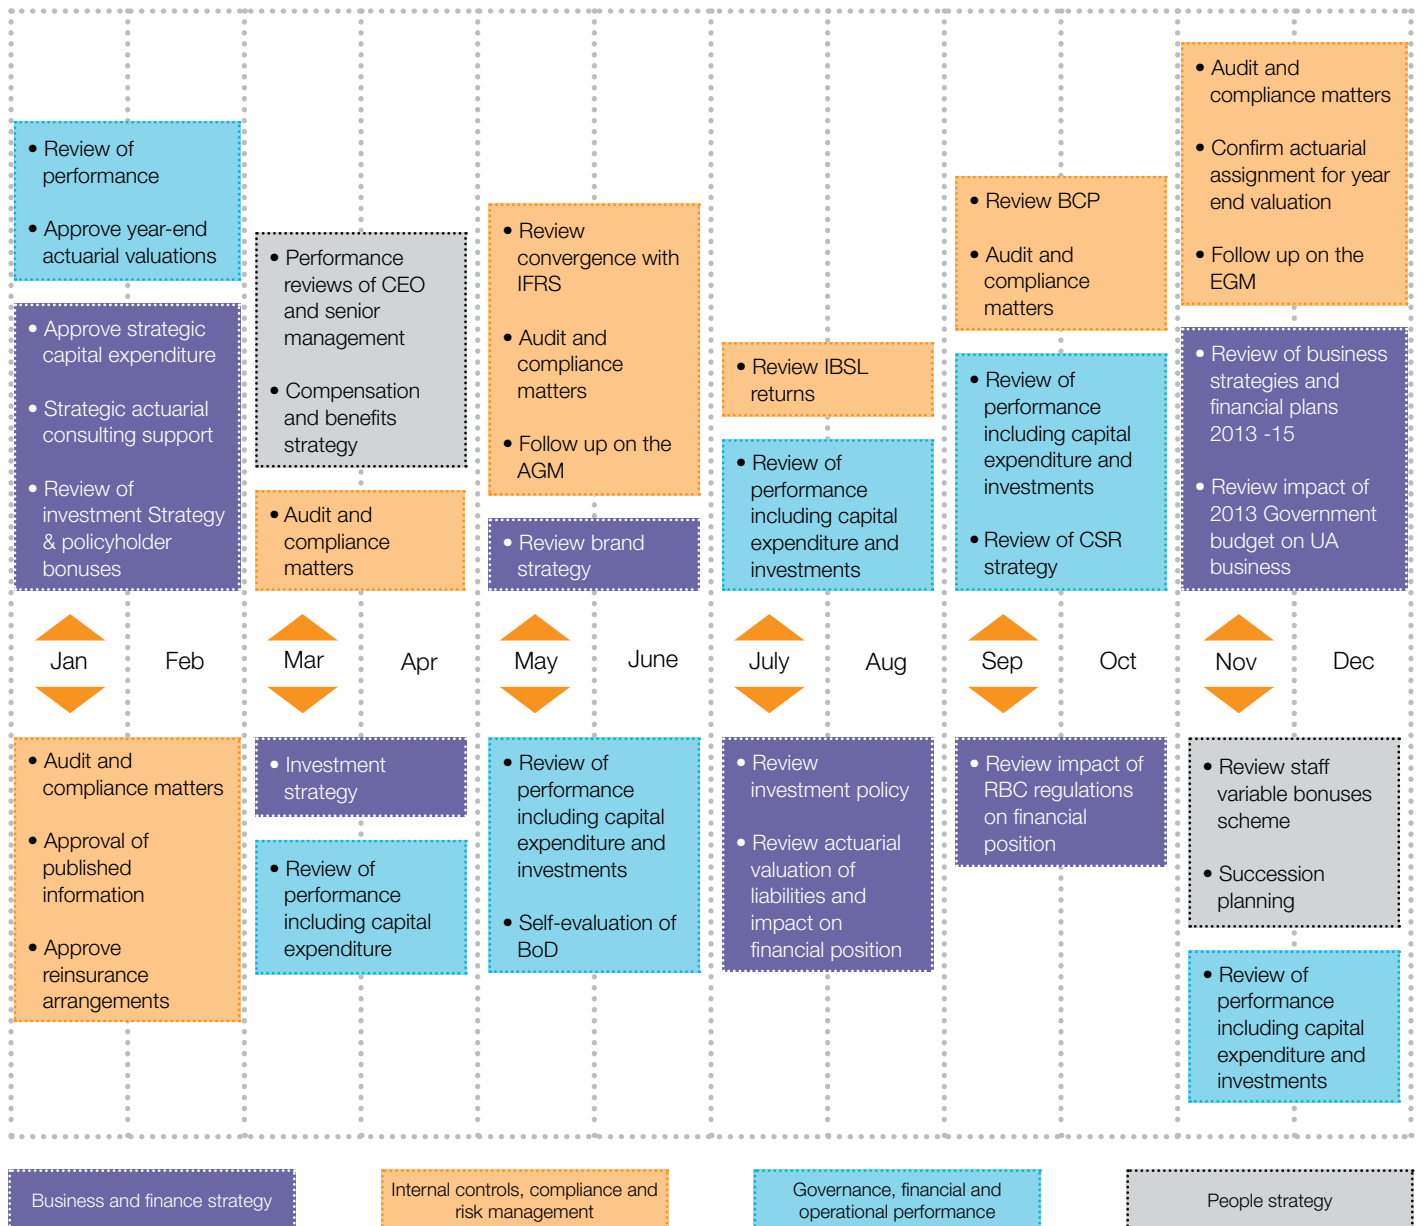 • Review of
performance
• Approve year-end
actuarial valuations
• Approve strategic
capital expenditure
• Strategic actuarial
consulting support
• Review of
investment Strategy
& policyholder
bonuses
• Performance
reviews of CEO
and senior
management
• Compensation
and benefits
strategy
• Audit and
compliance
matters
• Review
convergence with
IFRS
• Audit and
compliance
matters
• Follow up on the
AGM
• Review brand
strategy
• Review IBSL
returns
• Review of
performance
including capital
expenditure and
investments
• Review BCP
• Audit and
compliance
matters
• Review of
performance
including capital
expenditure and
investments
• Review of CSR
strategy
• Audit and
compliance matters
• Confirm actuarial
assignment for year
end valuation
• Follow up on the
EGM
• Review of business
strategies and
financial plans
2013 -15
• Review impact of
2013 Government
budget on UA
business
Jan
Feb
Mar
Apr
May
June
July
Aug
Sep
Oct
Nov
Dec
• Audit and
compliance matters
• Approval of
published
information
• Approve
reinsurance
arrangements
• Investment
strategy
• Review of
performance
including capital
expenditure
• Review of
performance
including capital
expenditure and
investments
• Self-evaluation of
BoD
• Review
investment policy
• Review actuarial
valuation of
liabilities and
impact on
financial position
• Review impact of
RBC regulations
on financial
position
• Review staff
variable bonuses
scheme
• Succession
planning
• Review of
performance
including capital
expenditure and
investments
Business and finance strategy
Internal controls, compliance and
risk management
Governance, financial and
operational performance
People strategy